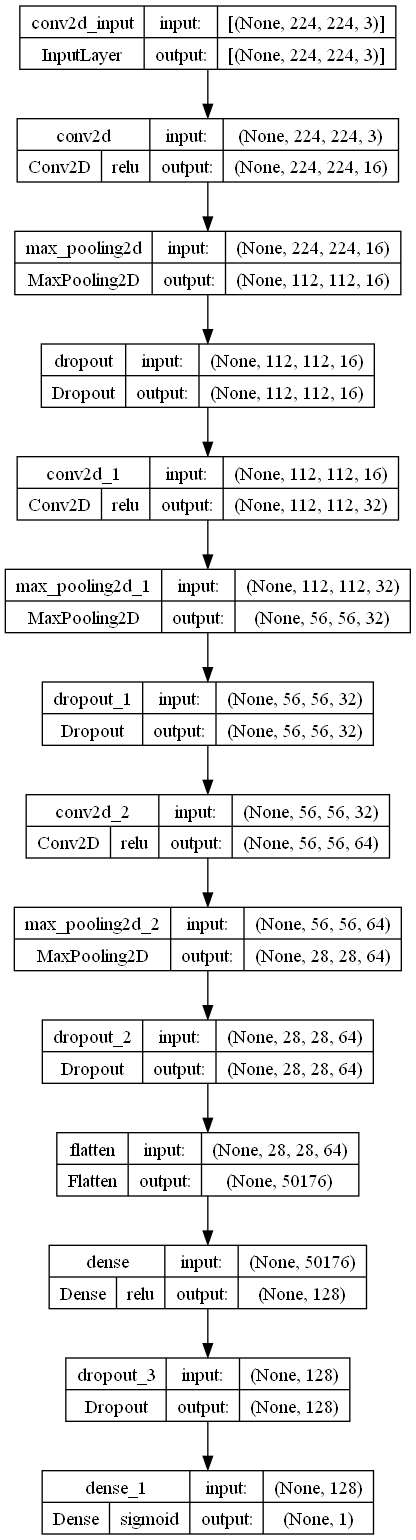 conv2d_input input: [(None, 224, 224, 3)]
InputLayer output: [(None, 224, 224, 3)]
conv2d input: (None, 224, 224, 3)
Conv2D relu output: (None, 224, 224, 16)
max_pooling2d input: (None, 224, 224, 16)
MaxPooling2D output: (None, 112, 112, 16)
dropout input: (None, 112, 112, 16)
Dropout output: (None, 112, 112, 16)
conv2d_1 input: (None, 112, 112, 16)
Conv2D relu output: (None, 112, 112, 32)
max_pooling2d_1 input: (None, 112, 112, 32)
MaxPooling2D output: (None, 56, 56, 32)
dropout_1 input: (None, 56, 56, 32)
Dropout output: (None, 56, 56, 32)
conv2d_2 input: (None, 56, 56, 32)
Conv2D relu output: (None, 56, 56, 64)
max_pooling2d_2 input: (None, 56, 56, 64)
MaxPooling2D output: (None, 28, 28, 64)
dropout_2 input: (None, 28, 28, 64)
Dropout output: (None, 28, 28, 64)
flatten input: (None, 28, 28, 64)
Flatten output: (None, 50176)
dense input: (None, 50176)
Dense relu output: (None, 128)
dropout_3 input: (None, 128)
Dropout output: (None, 128)
dense_1 input: (None, 128)
Dense sigmoid output: (None, 1)